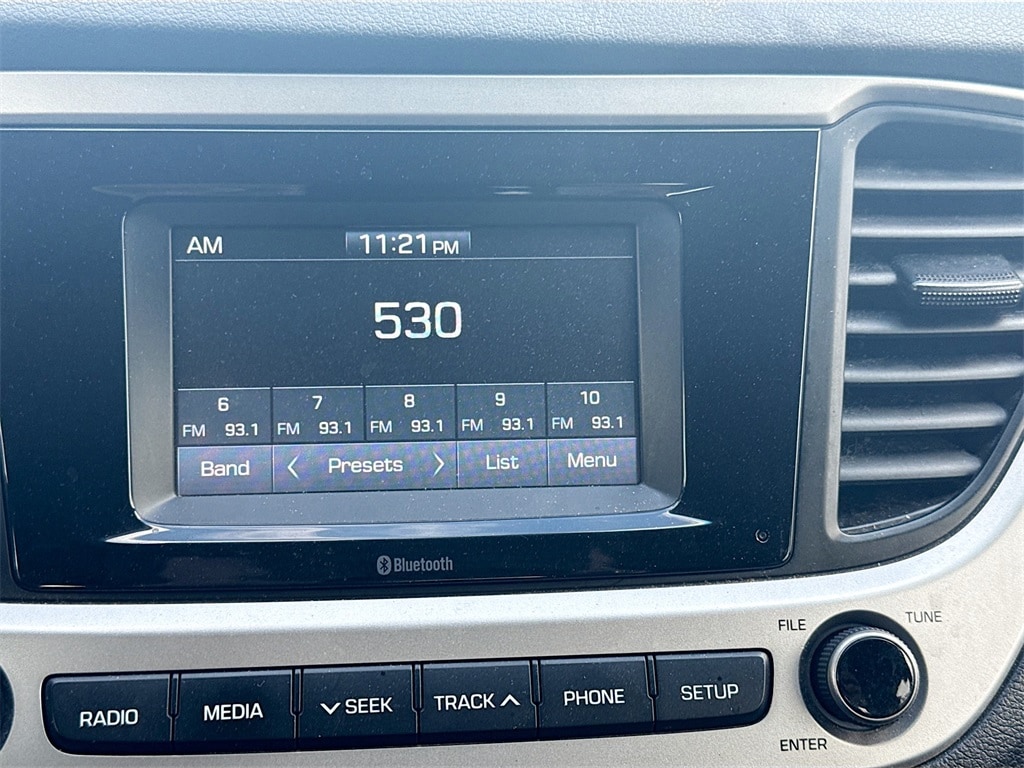 AM 11:21 PM
530
6 7 8 9 10
FM 93.1 FM 93.1 FM 93.1 FM 93.1 FM 93.1
Band < Presets > List Menu
Bluetooth
FILE TUNE
RADIO MEDIA SEEK TRACK PHONE SETUP
ENTER